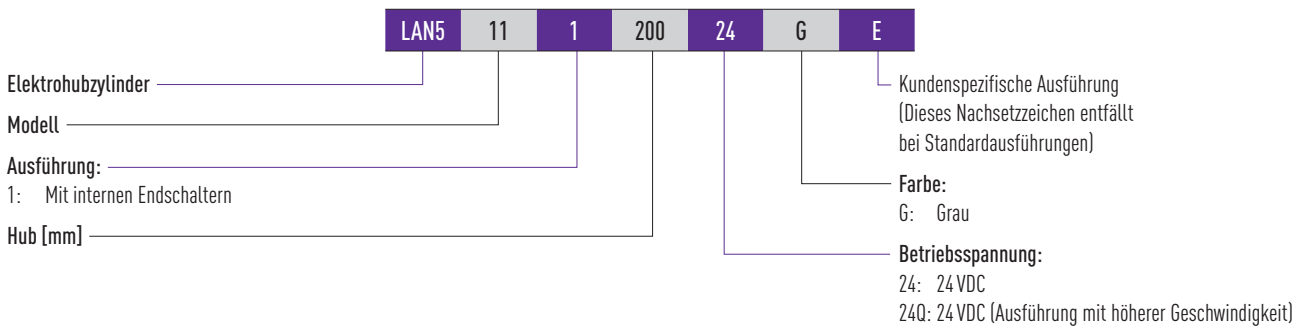 LAN5 11 1 200 24 G E
Elektrohubzylinder
Modell
Ausführung:
1: Mit internen Endschaltern
Hub [mm]
Kundenspezifische Ausführung
(Dieses Nachsetzzeichen entfällt
bei Standardausführungen)
Farbe:
G: Grau
Betriebsspannung:
24: 24 VDC
24Q: 24 VDC (Ausführung mit höherer Geschwindigkeit)